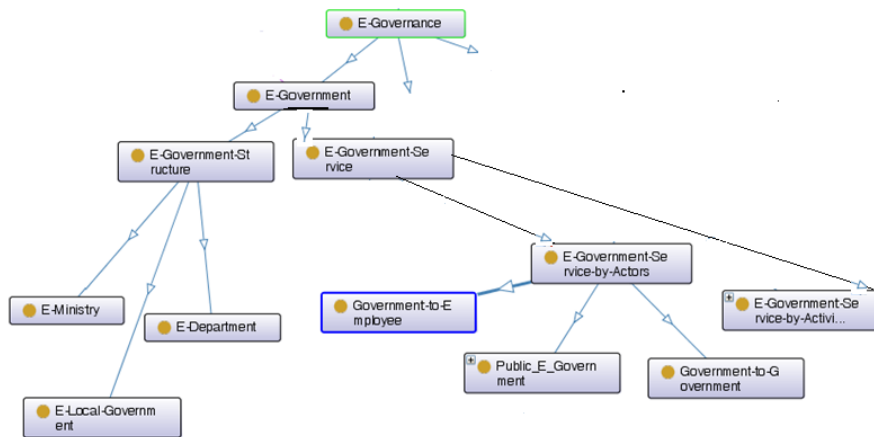 E-Governance
E-Government
E-Government-St
ructure
E-Government-Se
rvice
E-Government-Se
rvice-by-Actors
E-Ministry
E-Department
Government-to-E
mployee
E-Government-Se
rvice-by-Activi...
Public_E_Govern
ment
Government-to-G
overnment
E-Local-Governm
ent